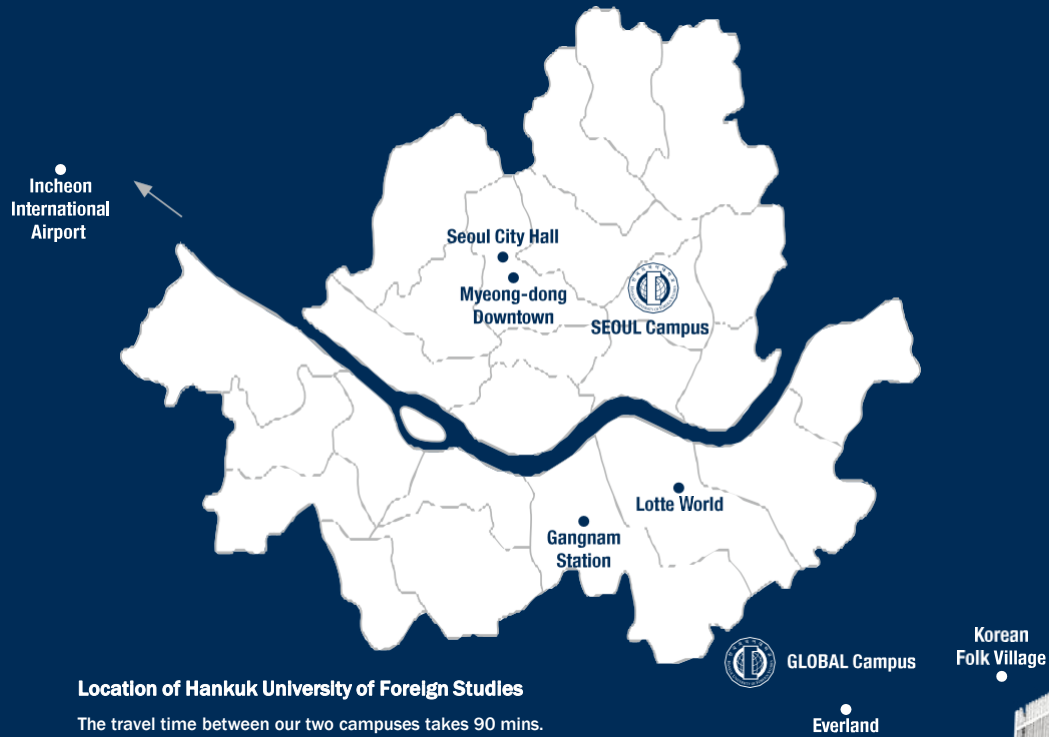 Incheon
International
Airport
Seoul City Hall
Myeong-dong
Downtown
SEOUL Campus
Lotte World
Gangnam
Station
GLOBAL Campus
Korean
Folk Village
Everland
Location of Hankuk University of Foreign Studies
The travel time between our two campuses takes 90 mins.